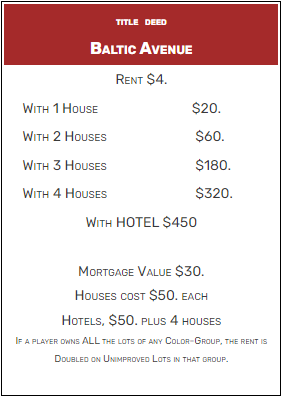 TITLE DEED
BALTIC AVENUE
RENT $4.
WITH 1 HOUSE $20.
WITH 2 HOUSES $60.
WITH 3 HOUSES $180.
WITH 4 HOUSES $320.
WITH HOTEL $450
MORTGAGE VALUE $30.
HOUSES COST $50. EACH
HOTELS, $50. PLUS 4 HOUSES
IF A PLAYER OWNS ALL THE LOTS OF ANY COLOR-GROUP, THE RENT IS
DOUBLED ON UNIMPROVED LOTS IN THAT GROUP.